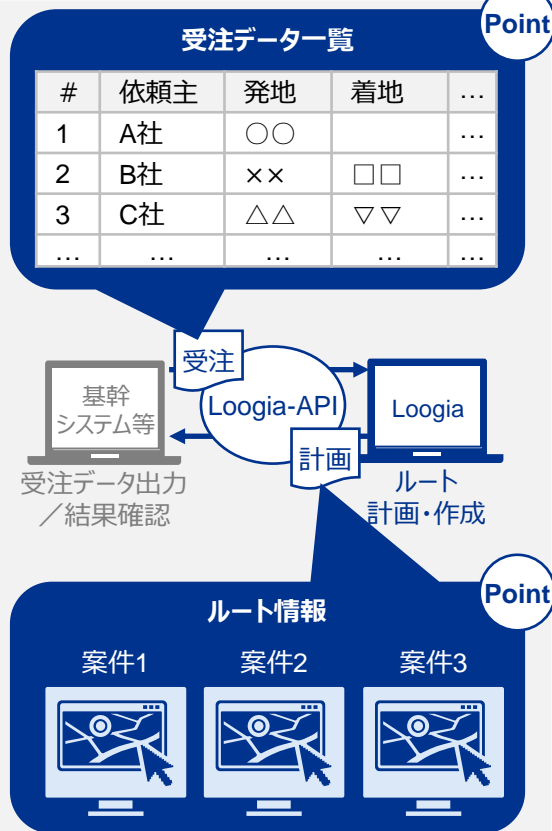 Point
受注データ一覧
# 依頼主 発地 着地 …
1 A社 〇〇 …
2 B社 ×× □□ …
3 C社 △△ ▽▽ …
… … … … …
受注
基幹
システム等
Loogia-API
Loogia
計画
受注データ出力
／結果確認
ルート
計画・作成
Point
ルート情報
案件1 案件2 案件3